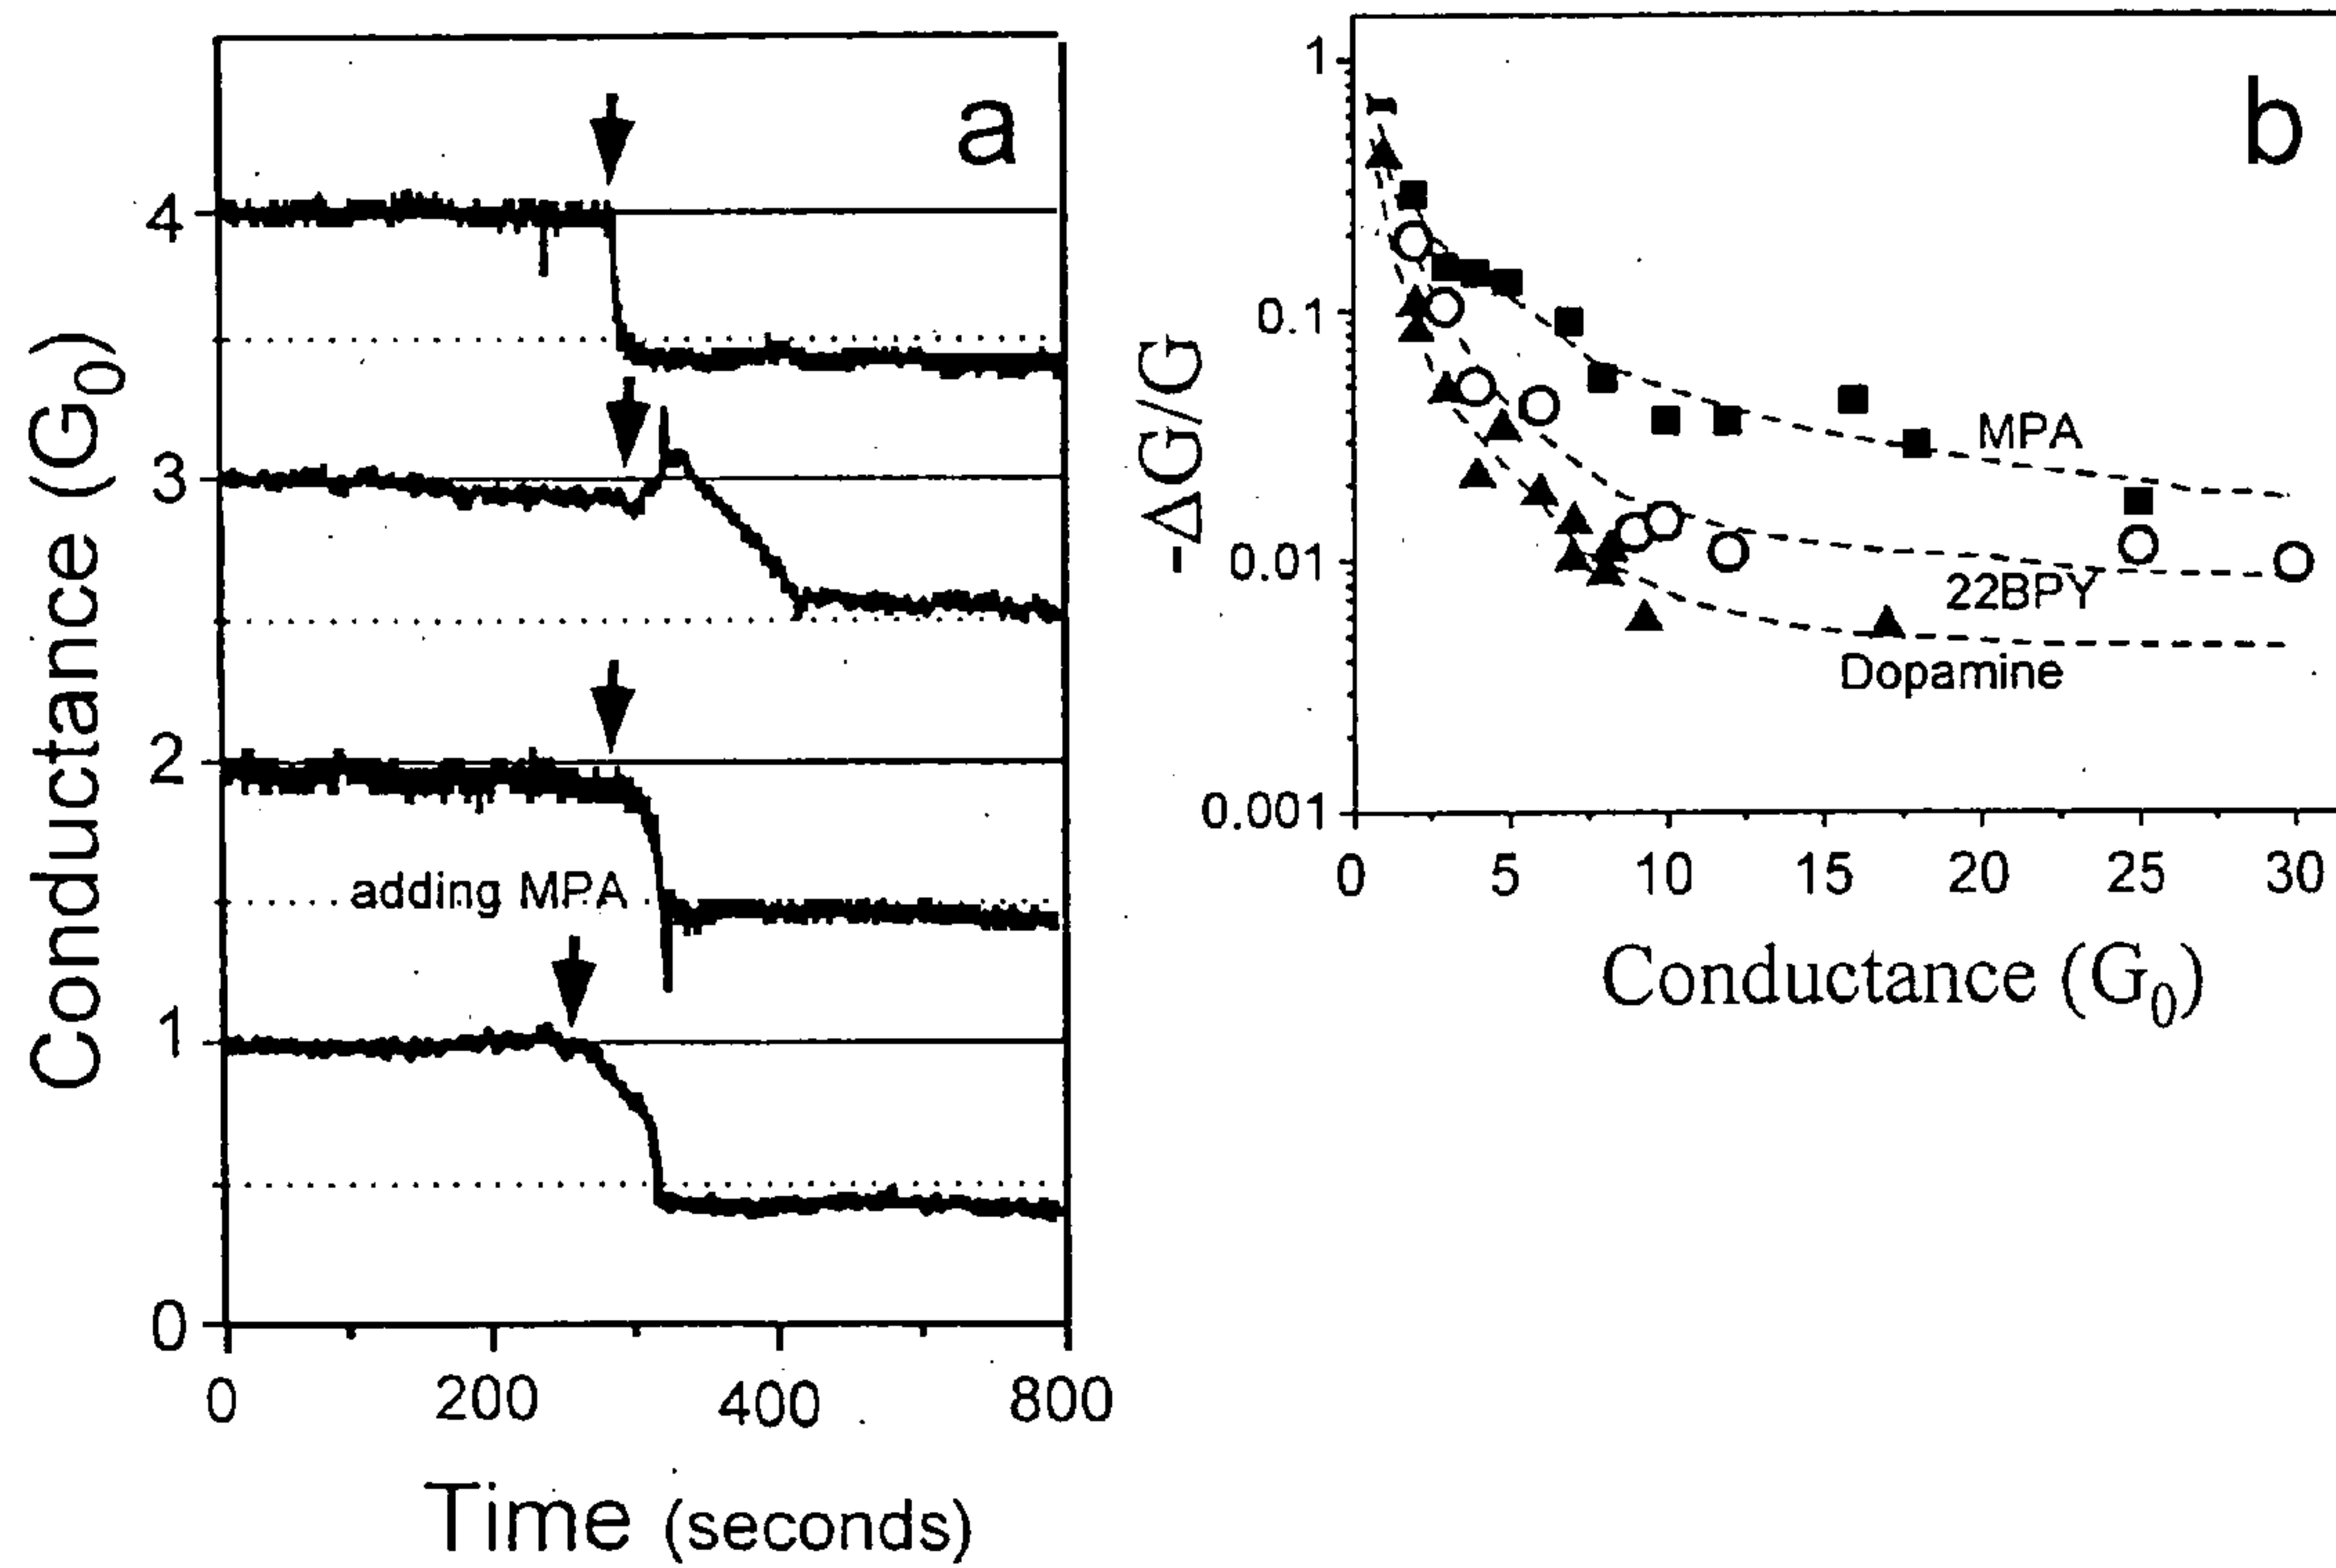 a
Conductance (G0)
4
3
2
1
0
adding MPA
0 200 400 800
Time (seconds)
b
-ΔG/G
1
0.1
0.01
0.001
MPA
22BPY
Dopamine
0 5 10 15 20 25 30
Conductance (G0)